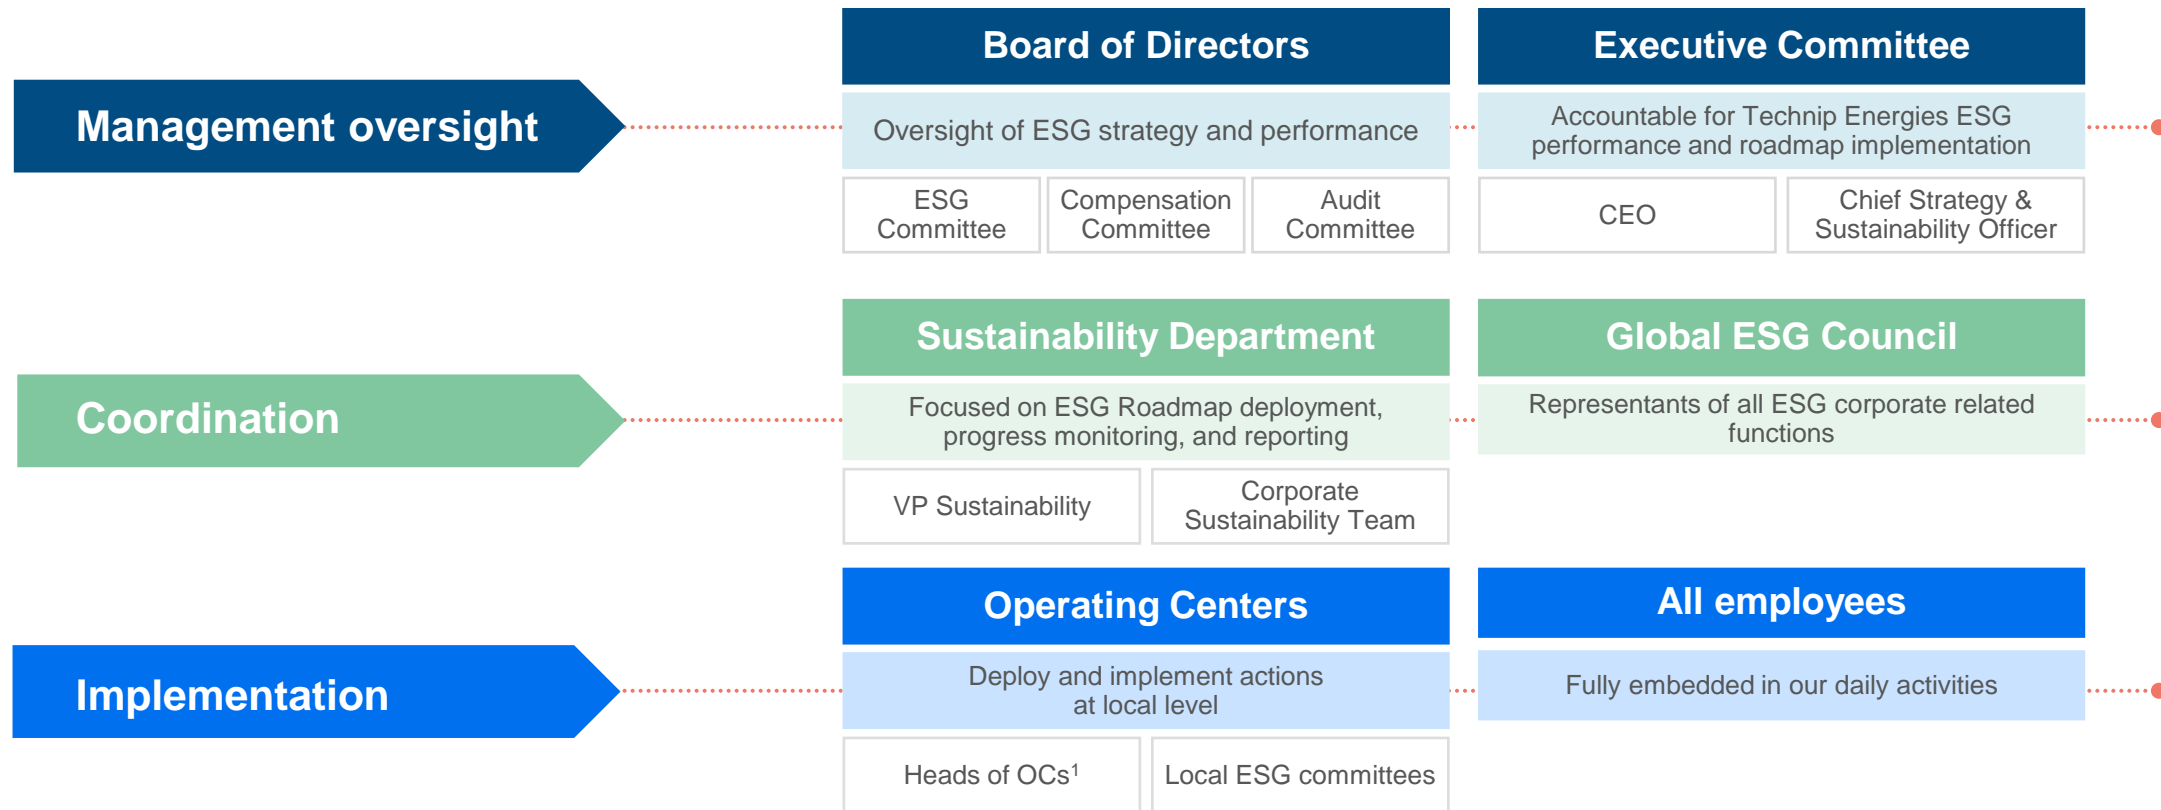 Board of Directors
Executive Committee
Management oversight
Oversight of ESG strategy and performance
Accountable for Technip Energies ESG
performance and roadmap implementation
ESG
Committee
Compensation
Committee
Audit
Committee
CEO
Chief Strategy &
Sustainability Officer
Sustainability Department
Global ESG Council
Coordination
Focused on ESG Roadmap deployment,
progress monitoring, and reporting
Representants of all ESG corporate related
functions
VP Sustainability
Corporate
Sustainability Team
Operating Centers
All employees
Implementation
Deploy and implement actions
at local level
Fully embedded in our daily activities
Heads of OCs¹
Local ESG committees